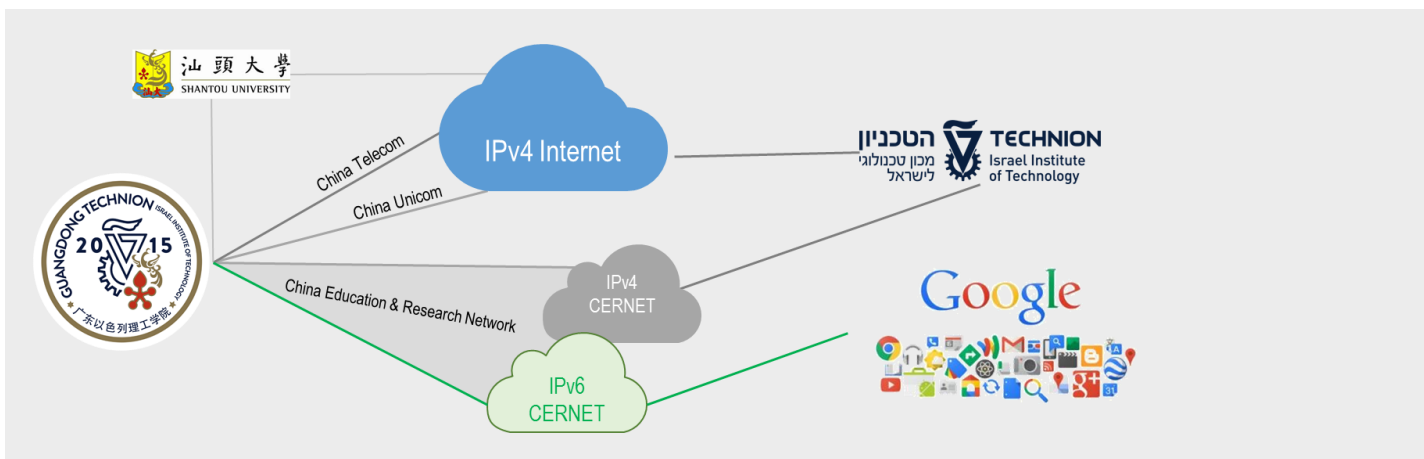 汕頭大學
SHANTOU UNIVERSITY
IPv4 Internet
China Telecom
China Unicom
הטכניון
מכון טכנולוגי
לישראל
TECHNION
Israel Institute
of Technology
GUANGDONG TECHNION ISRAEL INSTITUTE OF TECHNOLOGY
20 15
广东以色列理工学院
IPv4
CERNET
China Education & Research Network
IPv6
CERNET
Google
31